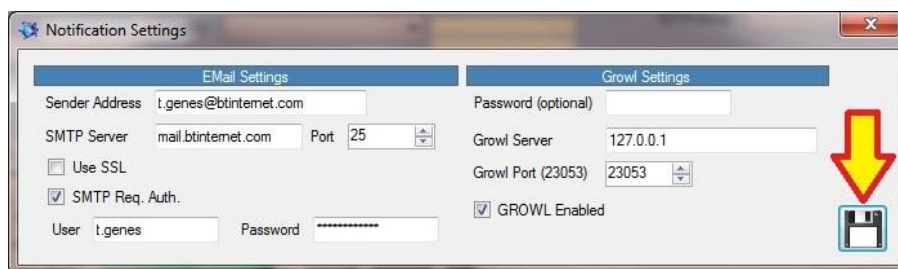 Notification Settings
EMail Settings
Sender Address t.genes@btinternet.com
SMTP Server mail.btinternet.com Port 25
Use SSL
SMTP Req. Auth.
User t.genes Password ************
Growl Settings
Password (optional)
Growl Server 127.0.0.1
Growl Port (23053) 23053
GROWL Enabled